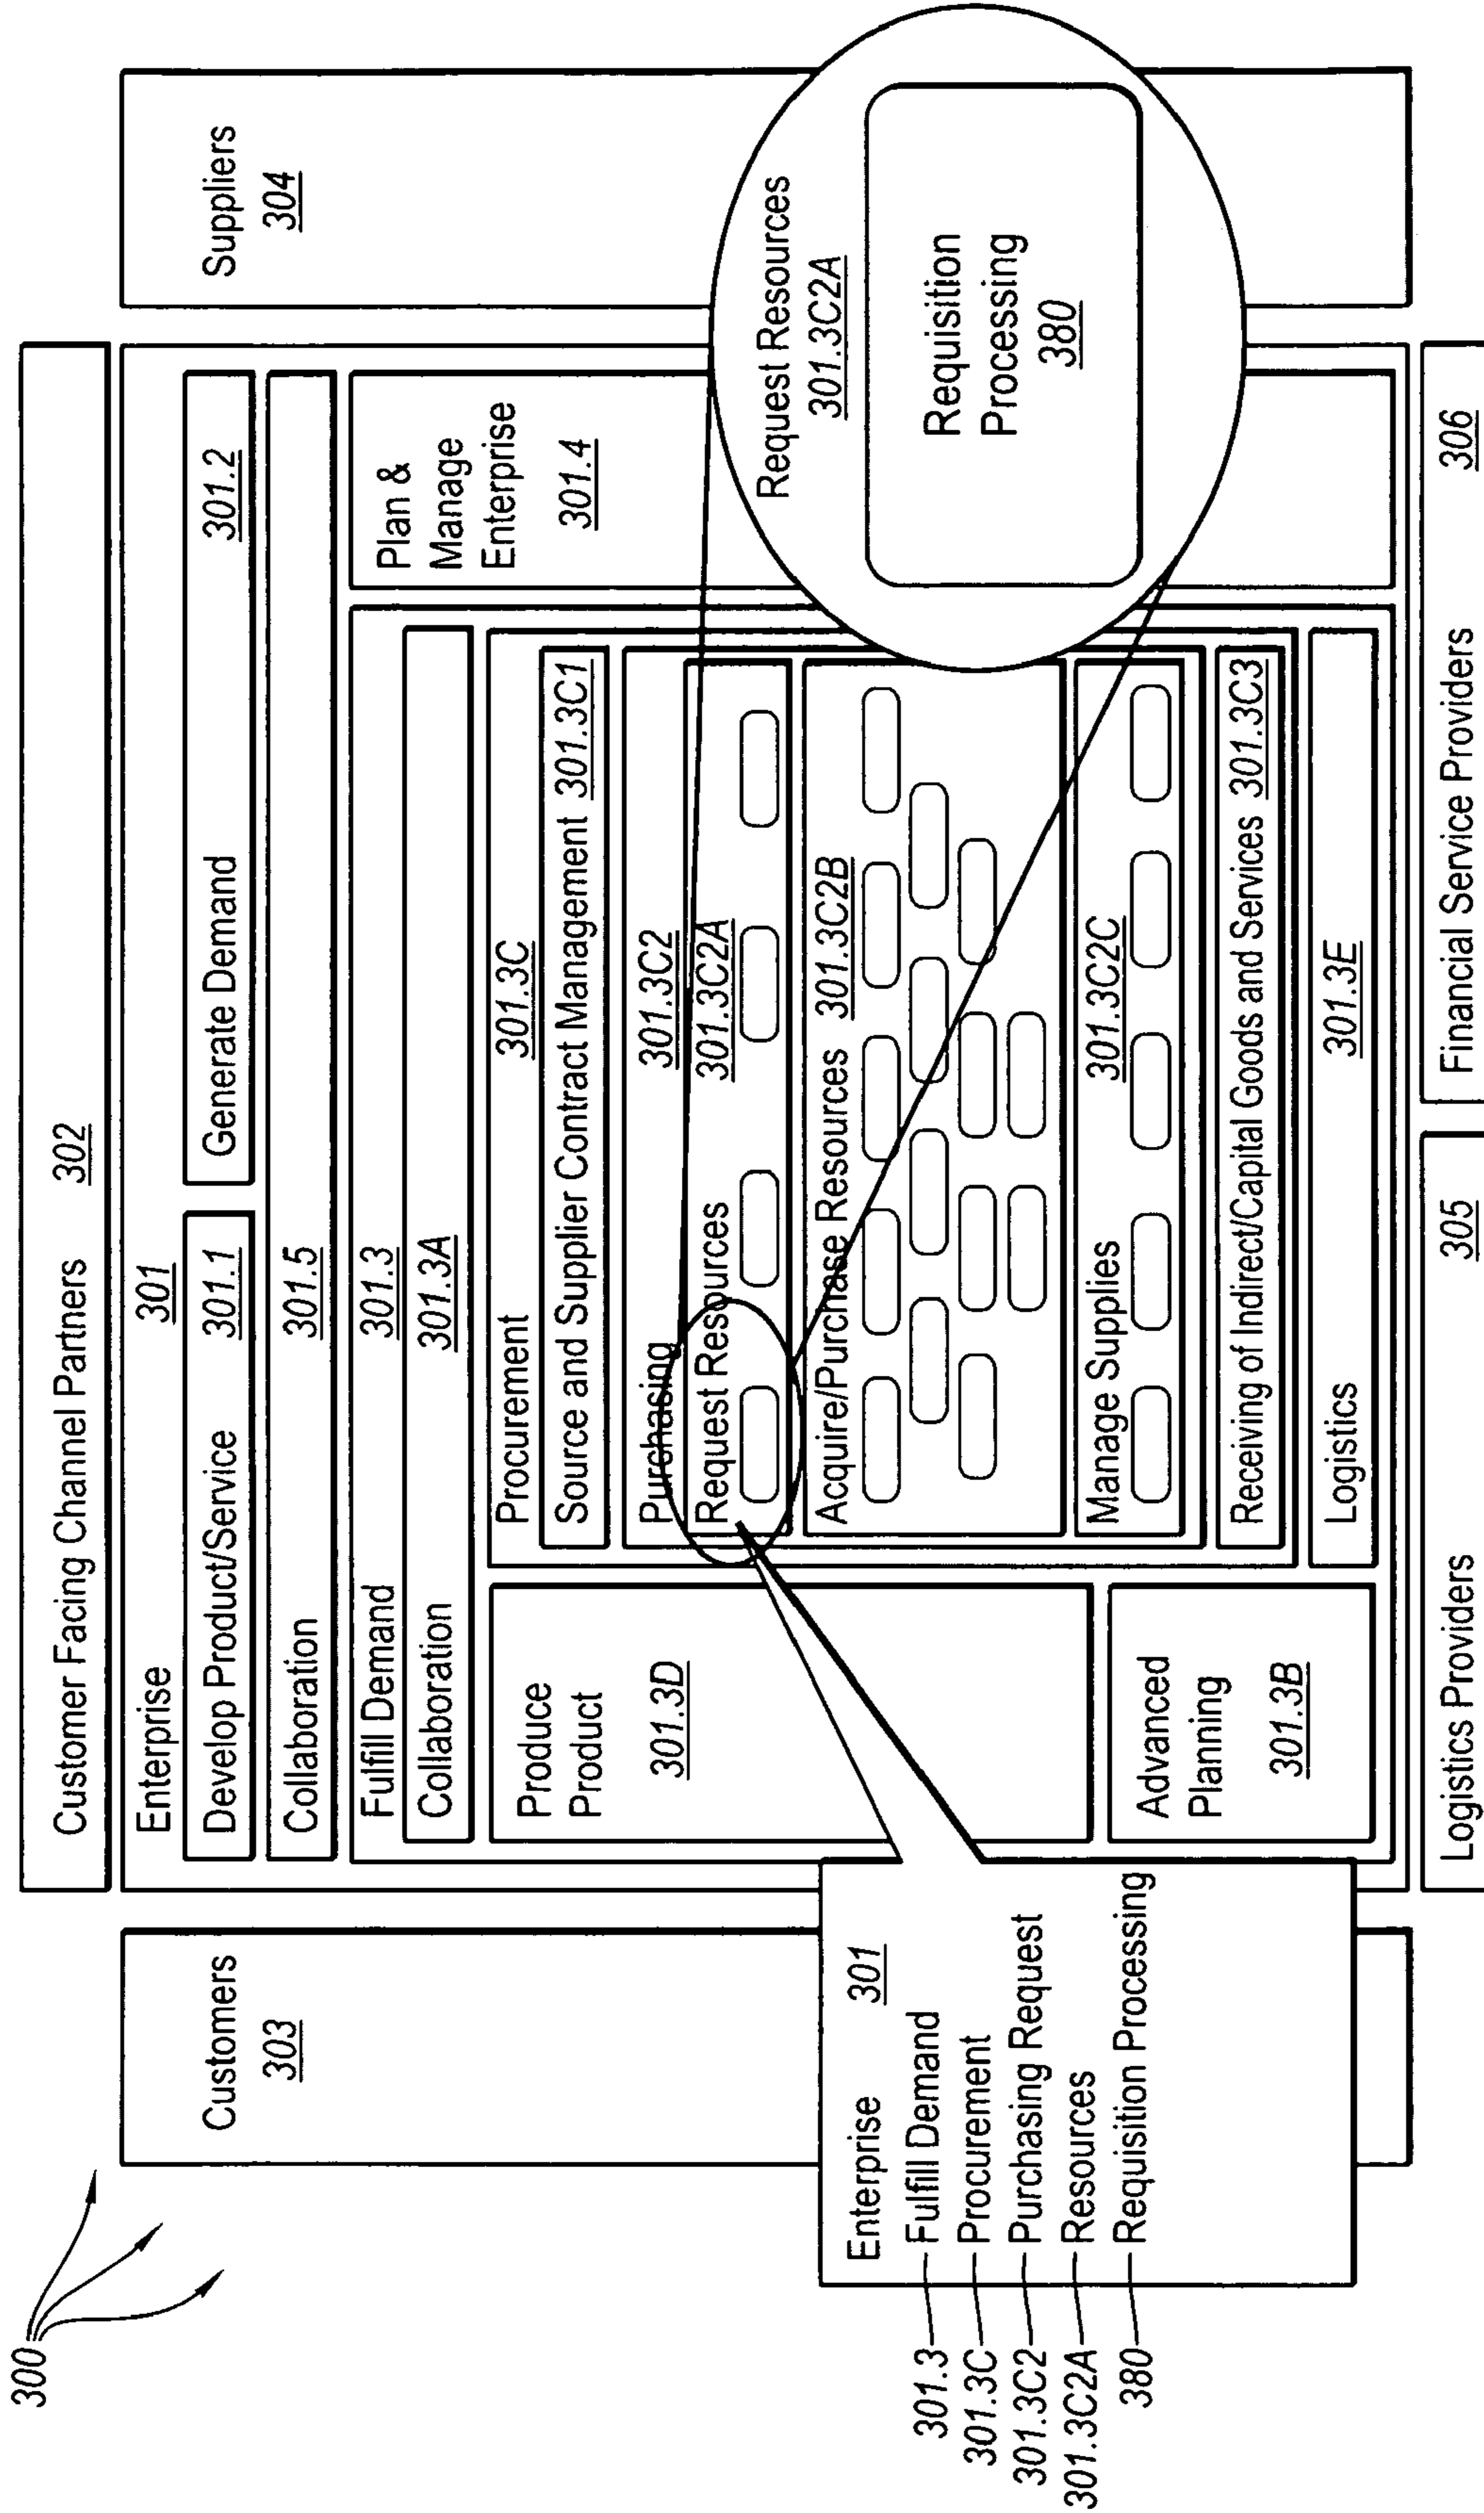 300
Customer Facing Channel Partners 302
Customers
303
Enterprise 301
Develop Product/Service 301.1
Generate Demand 301.2
Collaboration 301.5
Fulfill Demand 301.3
Collaboration 301.3A
Plan &
Manage
Enterprise
301.4
Suppliers
304
Produce
Product
301.3D
Advanced
Planning
301.3B
Procurement 301.3C
Source and Supplier Contract Management 301.3C1
Purchasing 301.3C2
Request Resources 301.3C2A
Acquire/Purchase Resources 301.3C2B
Manage Supplies 301.3C2C
Receiving of Indirect/Capital Goods and Services 301.3C3
Logistics 301.3E
Request Resources
301.3C2A
Requisition
Processing
380
Enterprise 301
301.3 Fulfill Demand
301.3C Procurement
301.3C2 Purchasing Request
301.3C2A Resources
380 Requisition Processing
Logistics Providers 305
Financial Service Providers 306